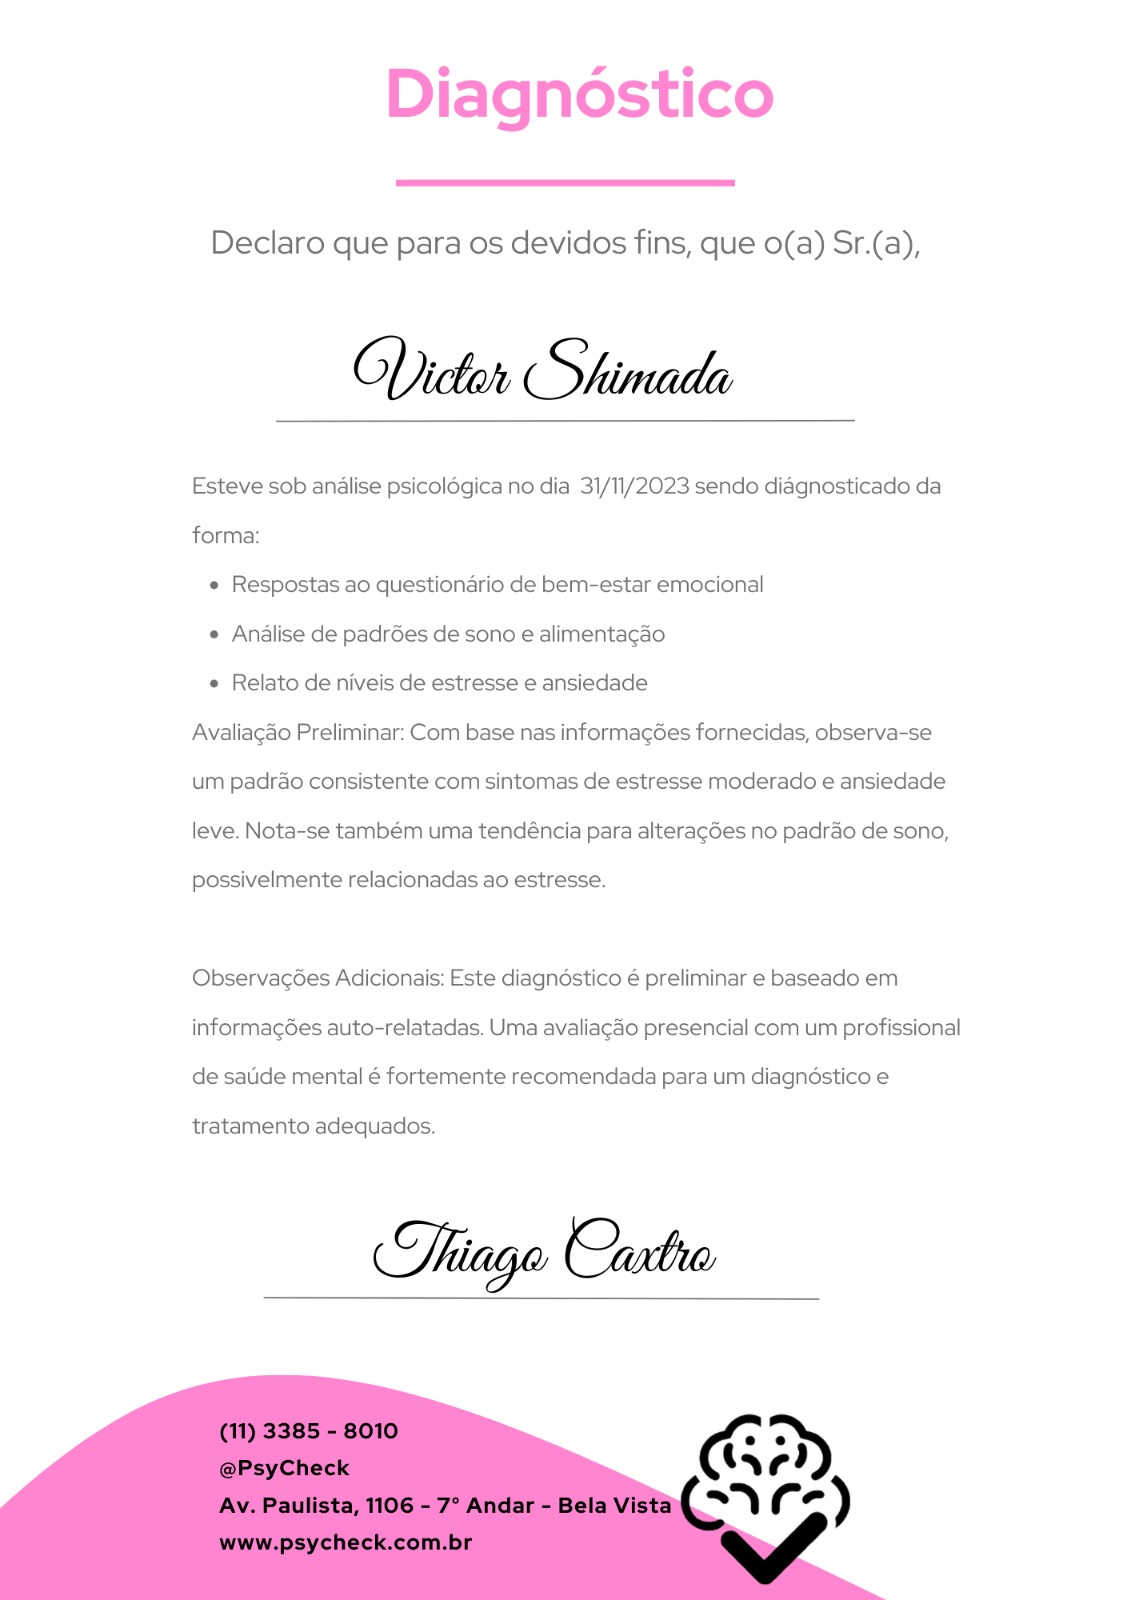 Diagnóstico
Declaro que para os devidos fins, que o(a) Sr.(a),
Victor Shimada
Esteve sob análise psicológica no dia  31/11/2023 sendo diágnosticado da
forma:
• Respostas ao questionário de bem-estar emocional
• Análise de padrões de sono e alimentação
• Relato de níveis de estresse e ansiedade
Avaliação Preliminar: Com base nas informações fornecidas, observa-se
um padrão consistente com sintomas de estresse moderado e ansiedade
leve. Nota-se também uma tendência para alterações no padrão de sono,
possivelmente relacionadas ao estresse.
Observações Adicionais: Este diagnóstico é preliminar e baseado em
informações auto-relatadas. Uma avaliação presencial com um profissional
de saúde mental é fortemente recomendada para um diagnóstico e
tratamento adequados.
Thiago Caxtro
(11) 3385 - 8010
@PsyCheck
Av. Paulista, 1106 - 7° Andar - Bela Vista
www.psycheck.com.br